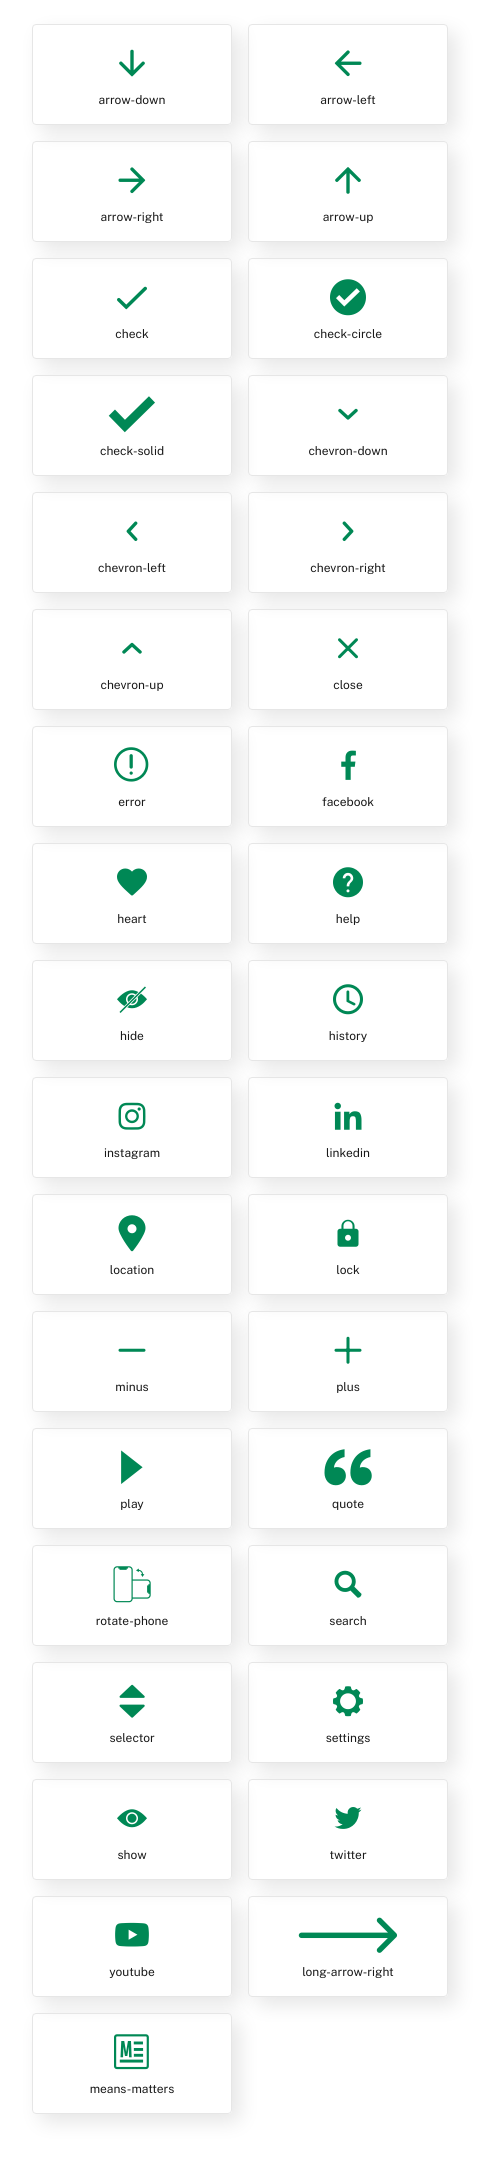 arrow-down
arrow-left
arrow-right
arrow-up
check
check-circle
check-solid
chevron-down
chevron-left
chevron-right
chevron-up
close
error
facebook
heart
help
hide
history
instagram
in
linkedin
location
lock
minus
plus
play
quote
rotate-phone
search
selector
settings
show
twitter
youtube
long-arrow-right
ME
means-matters